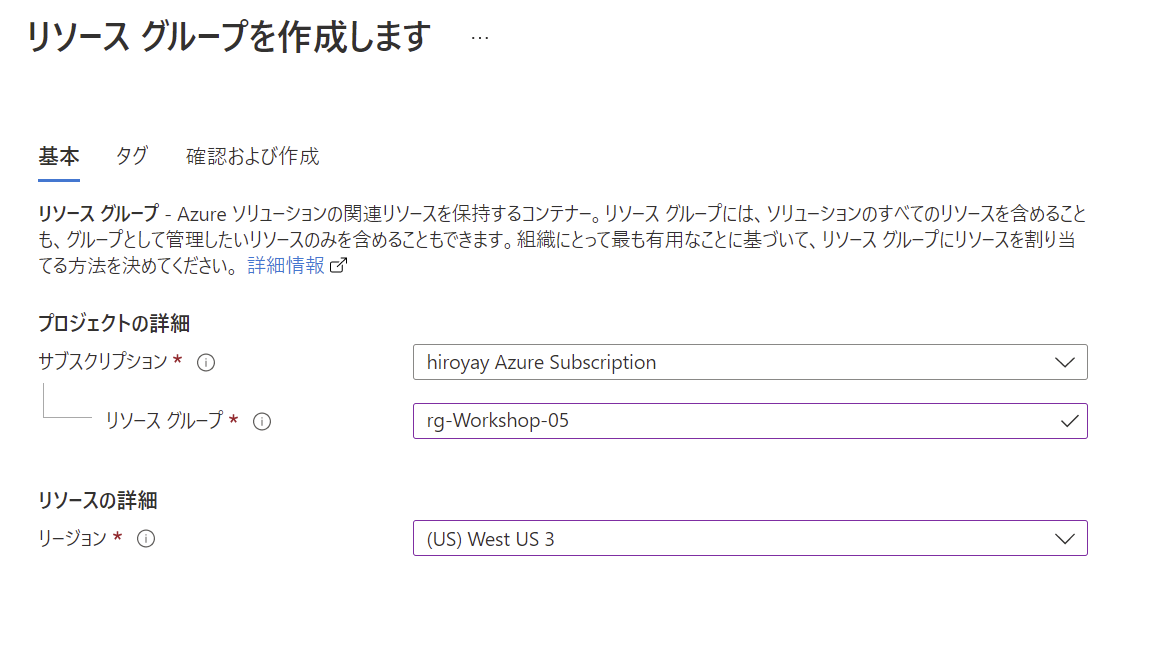 リソース グループを作成します ...
基本 タグ 確認および作成
リソース グループ - Azure ソリューションの関連リソースを保持するコンテナー。リソース グループには、ソリューションのすべてのリソースを含めること
も、グループとして管理したいリソースのみを含めることもできます。組織にとって最も有用なことに基づいて、リソース グループにリソースを割り当
てる方法を決めてください。 詳細情報
プロジェクトの詳細
サブスクリプション * hiroyay Azure Subscription
リソース グループ * rg-Workshop-05
リソースの詳細
リージョン * (US) West US 3